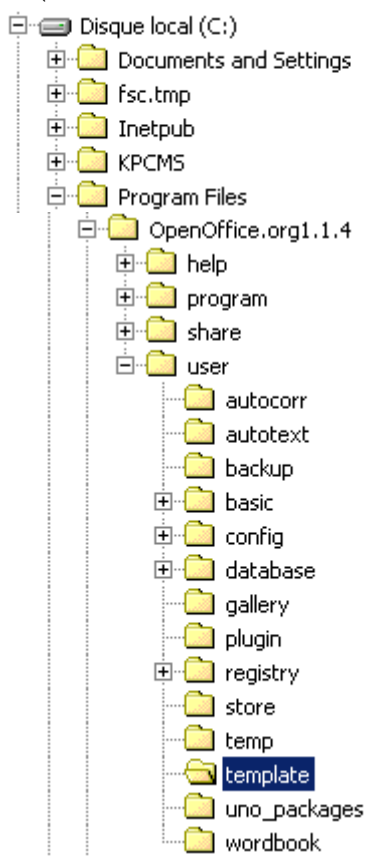 Disque local (C:)
Documents and Settings
fsc.tmp
Inetpub
KPCMS
Program Files
OpenOffice.org1.1.4
help
program
share
user
autocorr
autotext
backup
basic
config
database
gallery
plugin
registry
store
temp
template
uno_packages
wordbook